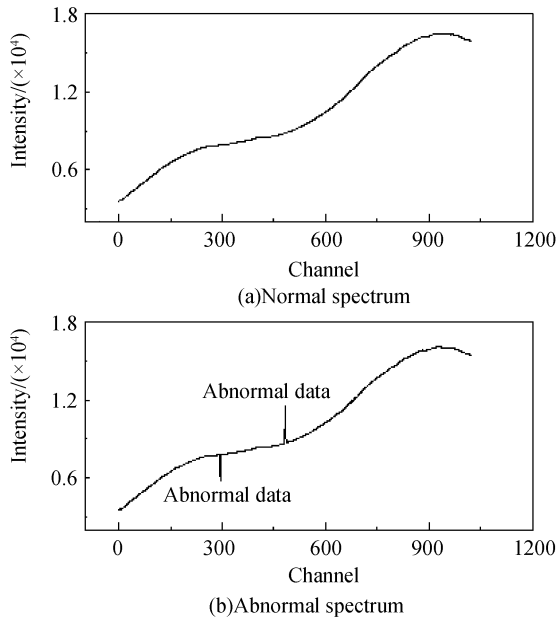 Intensity/(×10⁴)
1.8
1.2
0.6
0 300 600 900 1200
Channel
(a)Normal spectrum
Intensity/(×10⁴)
1.8
1.2
0.6
Abnormal data
Abnormal data
0 300 600 900 1200
Channel
(b)Abnormal spectrum